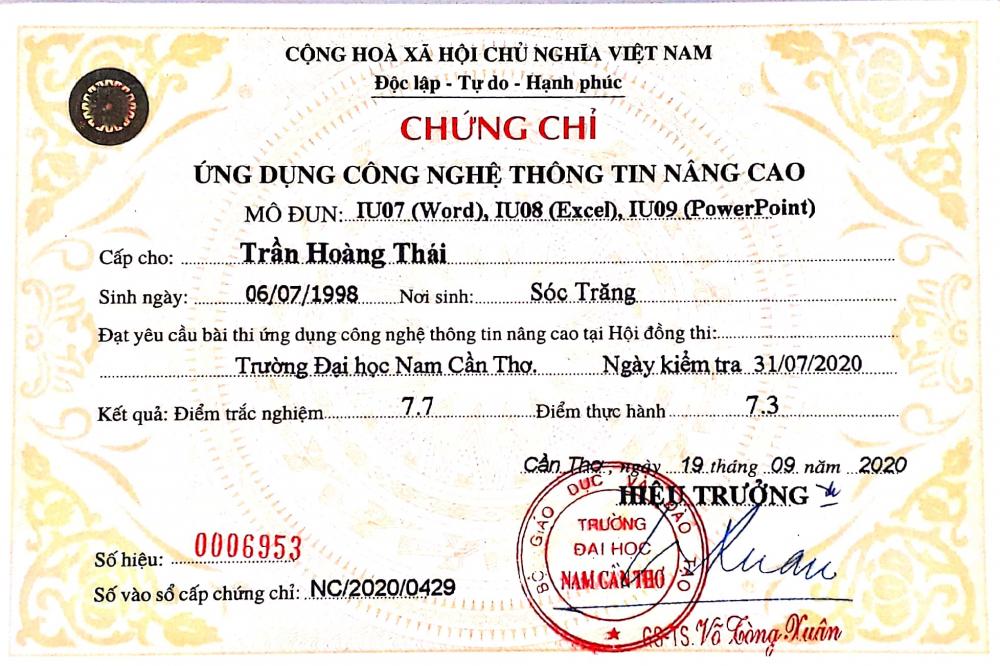 CỘNG HOÀ XÃ HỘI CHỦ NGHĨA VIỆT NAM
Độc lập - Tự do - Hạnh phúc
CHỨNG CHỈ
ỨNG DỤNG CÔNG NGHỆ THÔNG TIN NÂNG CAO
MÔ ĐUN: IU07 (Word), IU08 (Excel), IU09 (PowerPoint)
Cấp cho: Trần Hoàng Thái
Sinh ngày: 06/07/1998 Nơi sinh: Sóc Trăng
Đạt yêu cầu bài thi ứng dụng công nghệ thông tin nâng cao tại Hội đồng thi:
Trường Đại học Nam Cần Thơ. Ngày kiểm tra 31/07/2020
Kết quả: Điểm trắc nghiệm 7.7 Điểm thực hành 7.3
Cần Thơ, ngày 19 tháng 09 năm 2020
HIỆU TRƯỞNG
BỘ GIÁO DỤC VÀ ĐÀO TẠO
TRƯỜNG
ĐẠI HỌC
NAM CẦN THƠ
Xuan
Số hiệu: 0006953
Số vào sổ cấp chứng chỉ: NC/2020/0429
GS-TS. Võ Tòng Xuân